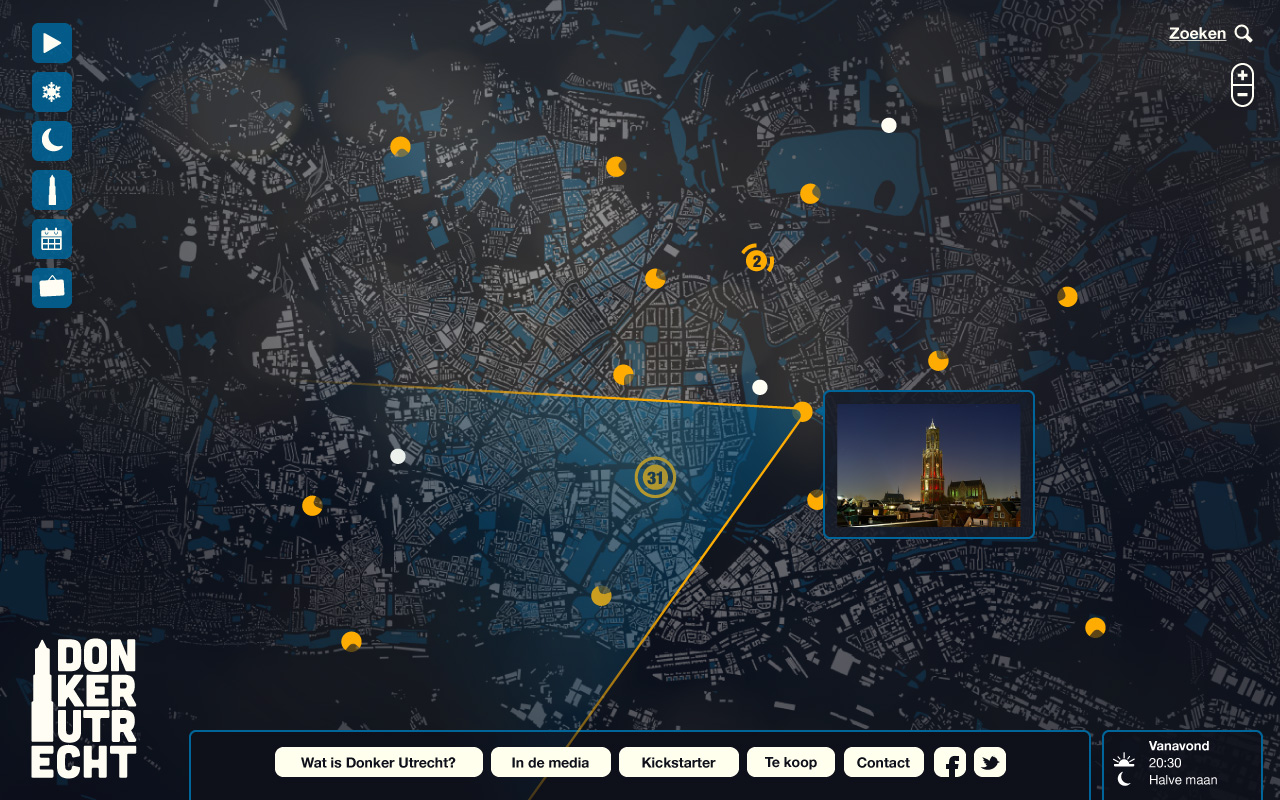 Zoeken
2
31
DON
KER
UTR
ECHT
Wat is Donker Utrecht?
In de media
Kickstarter
Te koop
Contact
Vanavond
20:30
Halve maan